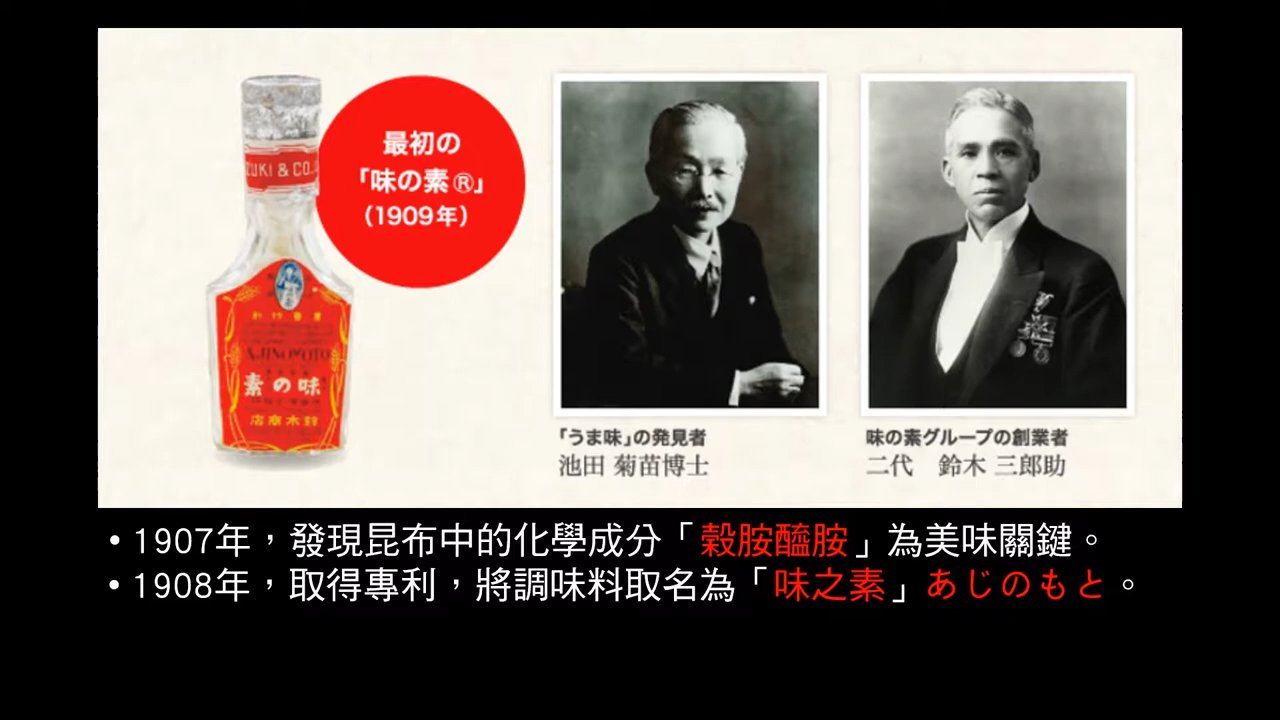 ZUKI & CO.
AJINOMOTO
素の味
店商木鈴
最初の
「味の素®」
（1909年）
「うま味」の発見者
池田 菊苗博士
味の素グループの創業者
二代　鈴木 三郎助
• 1907年，發現昆布中的化學成分「穀胺醯胺」為美味關鍵。
• 1908年，取得專利，將調味料取名為「味之素」あじのもと。